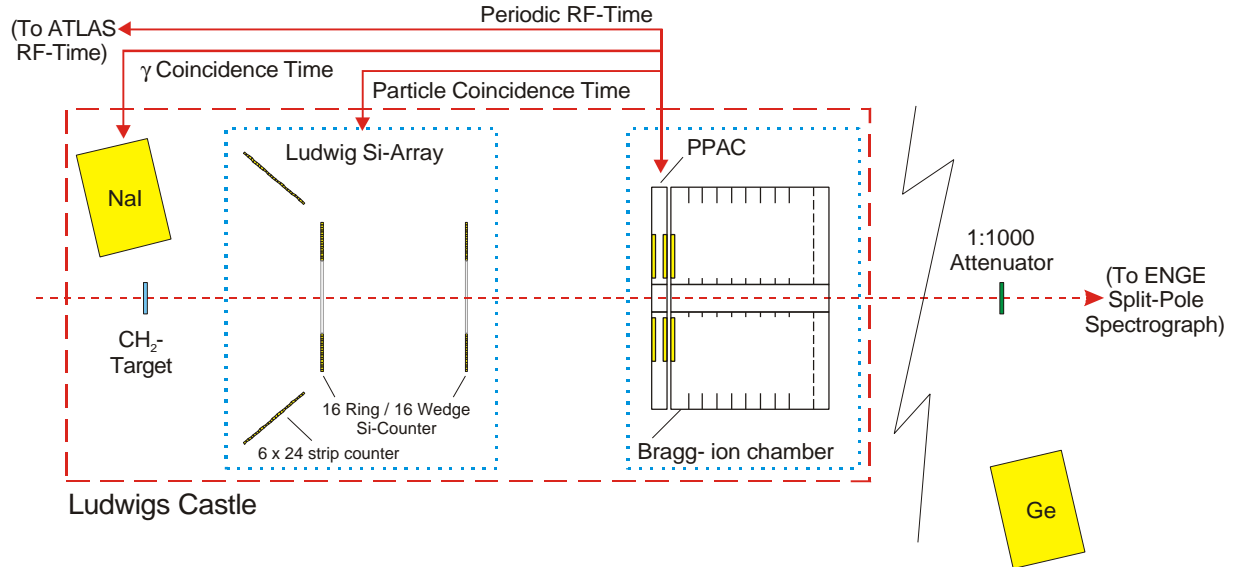 Periodic RF-Time
(To ATLAS
RF-Time)
γ Coincidence Time
Particle Coincidence Time
Ludwig Si-Array
PPAC
NaI
1:1000
Attenuator
(To ENGE
Split-Pole
Spectrograph)
CH2-
Target
16 Ring / 16 Wedge
Si-Counter
6 x 24 strip counter
Bragg- ion chamber
Ludwigs Castle
Ge